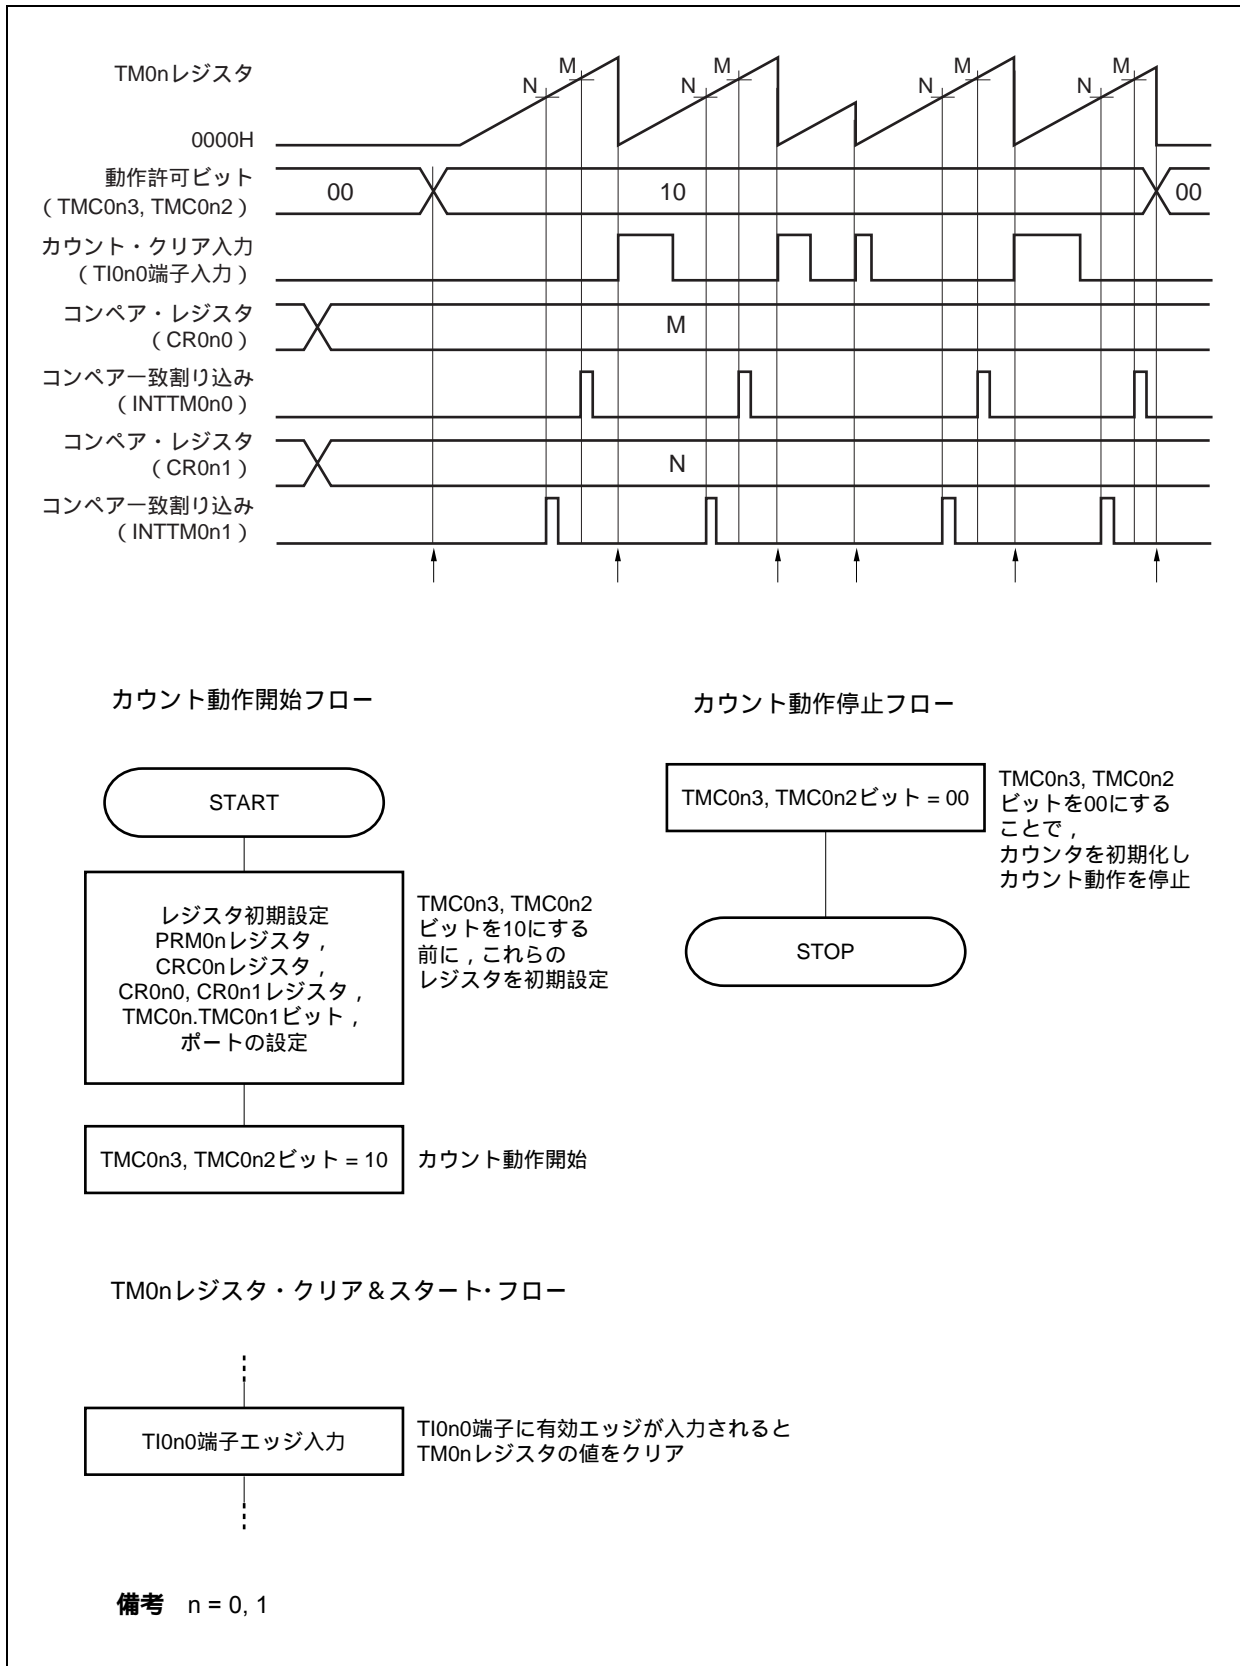 TM0nレジスタ
N M N M N M N M
0000H
動作許可ビット
（TMC0n3, TMC0n2）
00 10 00
カウント・クリア入力
（TI0n0端子入力）
コンペア・レジスタ
（CR0n0）
M
コンペア一致割り込み
（INTTM0n0）
コンペア・レジスタ
（CR0n1）
N
コンペア一致割り込み
（INTTM0n1）
カウント動作開始フロー
START
レジスタ初期設定
PRM0nレジスタ，
CRC0nレジスタ，
CR0n0, CR0n1レジスタ，
TMC0n.TMC0n1ビット，
ポートの設定
TMC0n3, TMC0n2
ビットを10にする
前に，これらの
レジスタを初期設定
TMC0n3, TMC0n2ビット = 10
カウント動作開始
カウント動作停止フロー
TMC0n3, TMC0n2ビット = 00
TMC0n3, TMC0n2
ビットを00にする
ことで，
カウンタを初期化し
カウント動作を停止
STOP
TM0nレジスタ・クリア＆スタート・フロー
TI0n0端子エッジ入力
TI0n0端子に有効エッジが入力されると
TM0nレジスタの値をクリア
備考 n = 0, 1